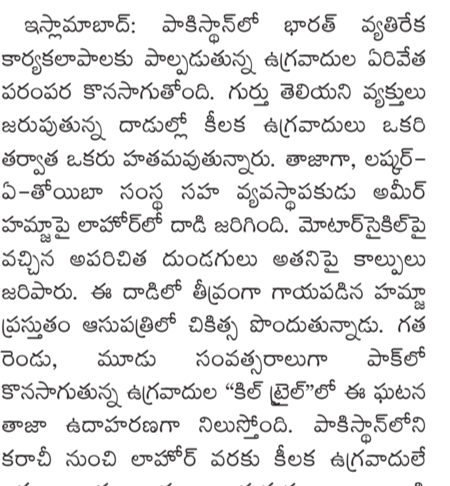 ఇస్లామాబాద్: పాకిస్థాన్‌లో భారత్ వ్యతిరేక
కార్యకలాపాలకు పాల్పడుతున్న ఉగ్రవాదుల ఏరివేత
పరంపర కొనసాగుతోంది. గుర్తు తెలియని వ్యక్తులు
జరుపుతున్న దాడుల్లో కీలక ఉగ్రవాదులు ఒకరి
తర్వాత ఒకరు హతమవుతున్నారు. తాజాగా, లష్కర్-
ఏ-తోయిబా సంస్థ సహ వ్యవస్థాపకుడు అమీర్
హమ్జాపై లాహోర్‌లో దాడి జరిగింది. మోటార్‌సైకిల్‌పై
వచ్చిన అపరిచిత దుండగులు అతనిపై కాల్పులు
జరిపారు. ఈ దాడిలో తీవ్రంగా గాయపడిన హమ్జా
ప్రస్తుతం ఆసుపత్రిలో చికిత్స పొందుతున్నాడు. గత
రెండు, మూడు సంవత్సరాలుగా పాక్‌లో
కొనసాగుతున్న ఉగ్రవాదుల “కిల్ ట్రైల్”లో ఈ ఘటన
తాజా ఉదాహరణగా నిలుస్తోంది. పాకిస్థాన్‌లోని
కరాచీ నుంచి లాహోర్ వరకు కీలక ఉగ్రవాదులే